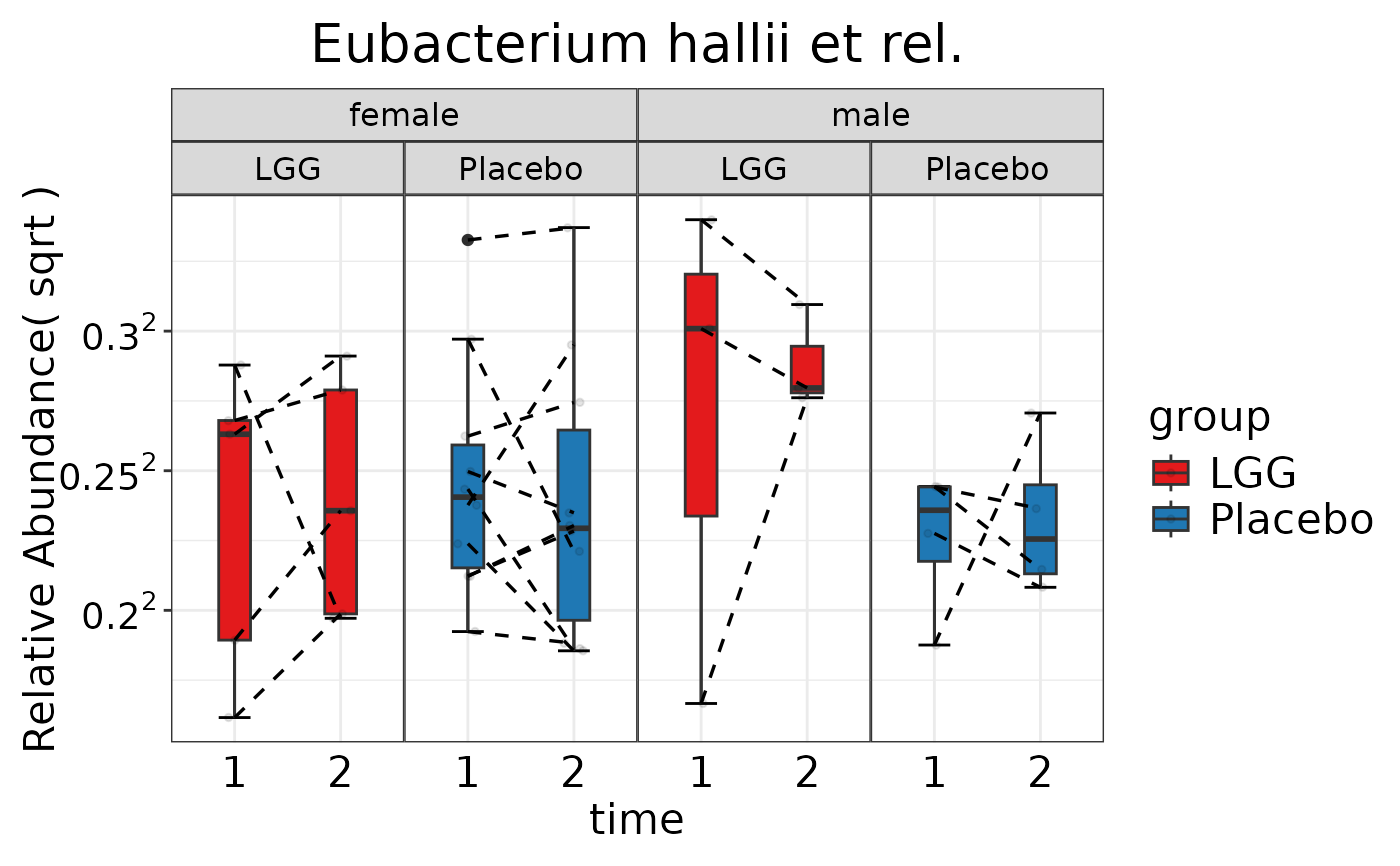 Eubacterium hallii et rel.
female male
LGG Placebo LGG Placebo
Relative Abundance( sqrt )
0.3²
0.25²
0.2²
1 2 1 2 1 2 1 2
time
group
LGG
Placebo